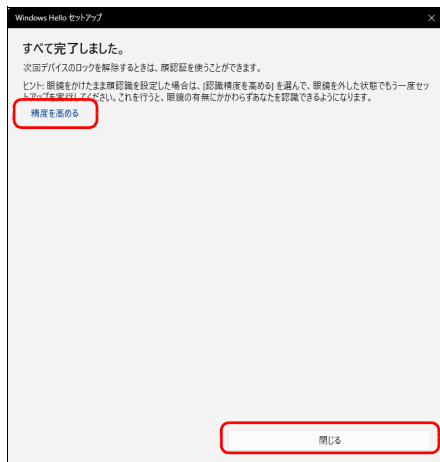 Windows Hello セットアップ
すべて完了しました。
次回デバイスのロックを解除するときは、顔認証を使うことができます。
ヒント: 眼鏡をかけたまま顔認識を設定した場合は、[認識精度を高める] を選んで、眼鏡を外した状態でもう一度セッ
トアップを実行してください。これを行うと、眼鏡の有無にかかわらずあなたを認識できるようになります。
精度を高める
閉じる